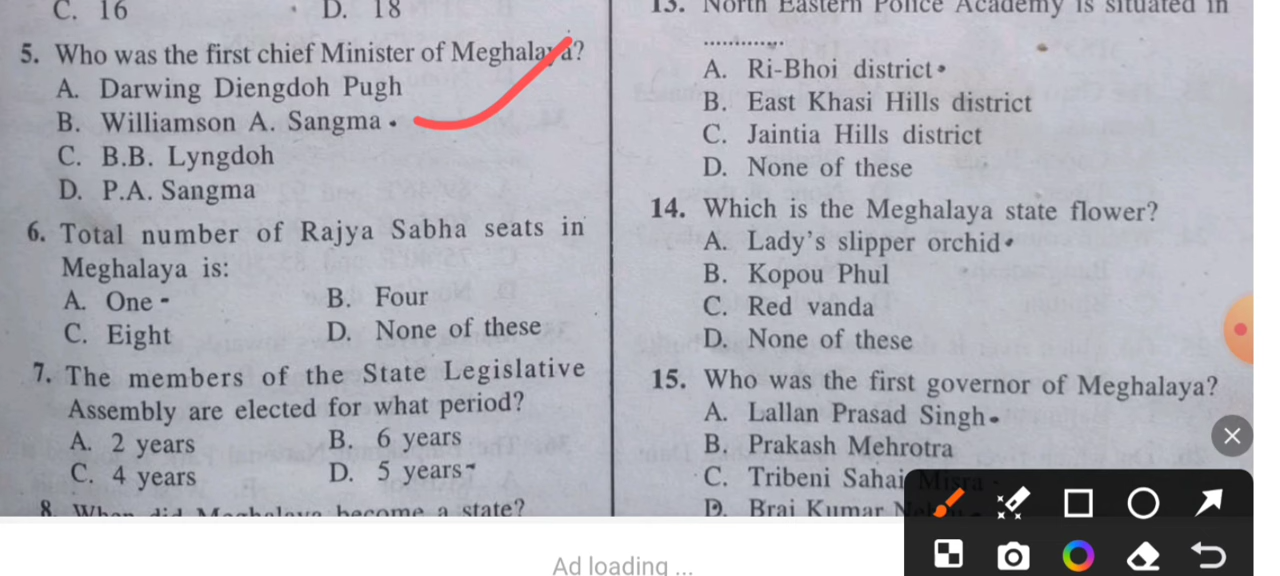 C. 16
D. 18
5. Who was the first chief Minister of Meghalaya?
A. Darwing Diengdoh Pugh
B. Williamson A. Sangma
C. B.B. Lyngdoh
D. P.A. Sangma
6. Total number of Rajya Sabha seats in
Meghalaya is:
A. One
B. Four
C. Eight
D. None of these
7. The members of the State Legislative
Assembly are elected for what period?
A. 2 years
B. 6 years
C. 4 years
D. 5 years
8. When did Meghalaya become a state?
13. North Eastern Police Academy is situated in
.............
A. Ri-Bhoi district
B. East Khasi Hills district
C. Jaintia Hills district
D. None of these
14. Which is the Meghalaya state flower?
A. Lady's slipper orchid
B. Kopou Phul
C. Red vanda
D. None of these
15. Who was the first governor of Meghalaya?
A. Lallan Prasad Singh
B. Prakash Mehrotra
C. Tribeni Sahai Misra
D. Braj Kumar
Ad loading ...